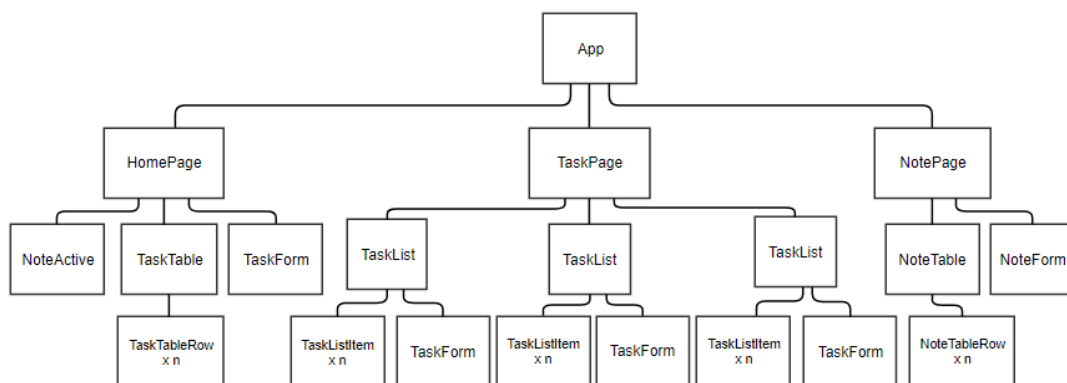 App
HomePage
TaskPage
NotePage
NoteActive
TaskTable
TaskForm
TaskList
TaskList
TaskList
NoteTable
NoteForm
TaskTableRow
x n
TaskListItem
x n
TaskForm
TaskListItem
x n
TaskForm
TaskListItem
x n
TaskForm
NoteTableRow
x n